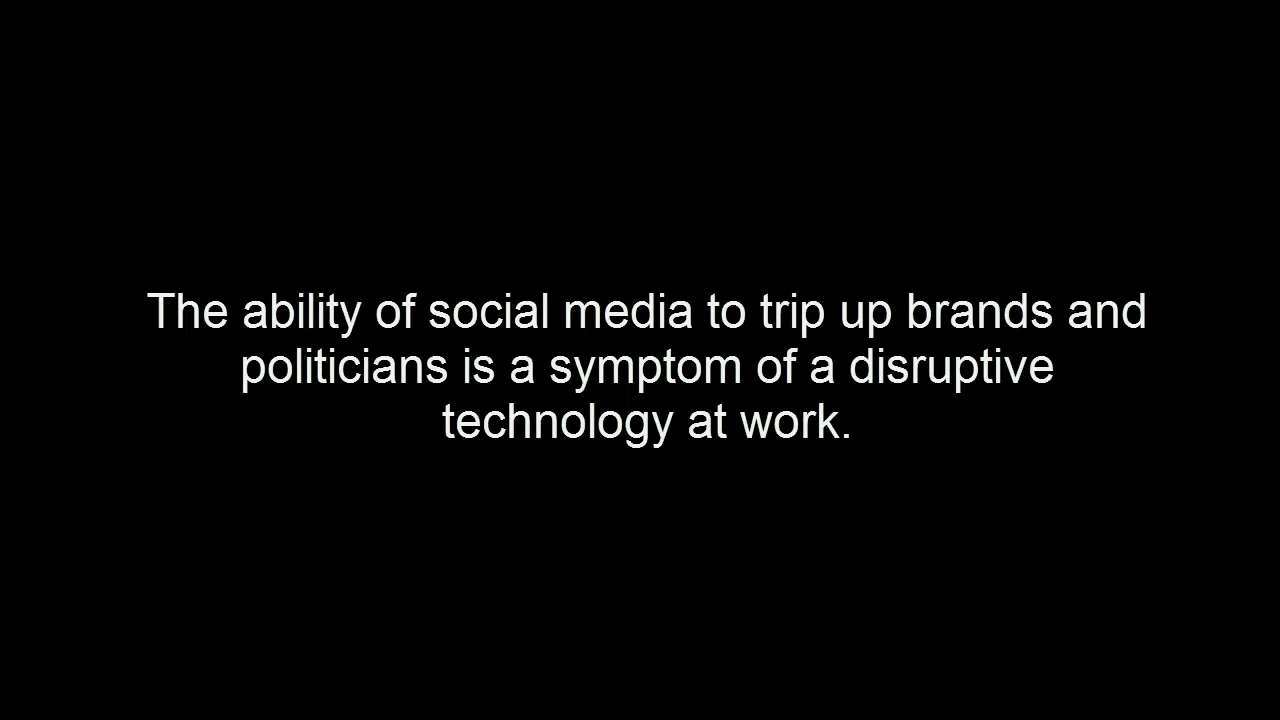 The ability of social media to trip up brands and
politicians is a symptom of a disruptive
technology at work.